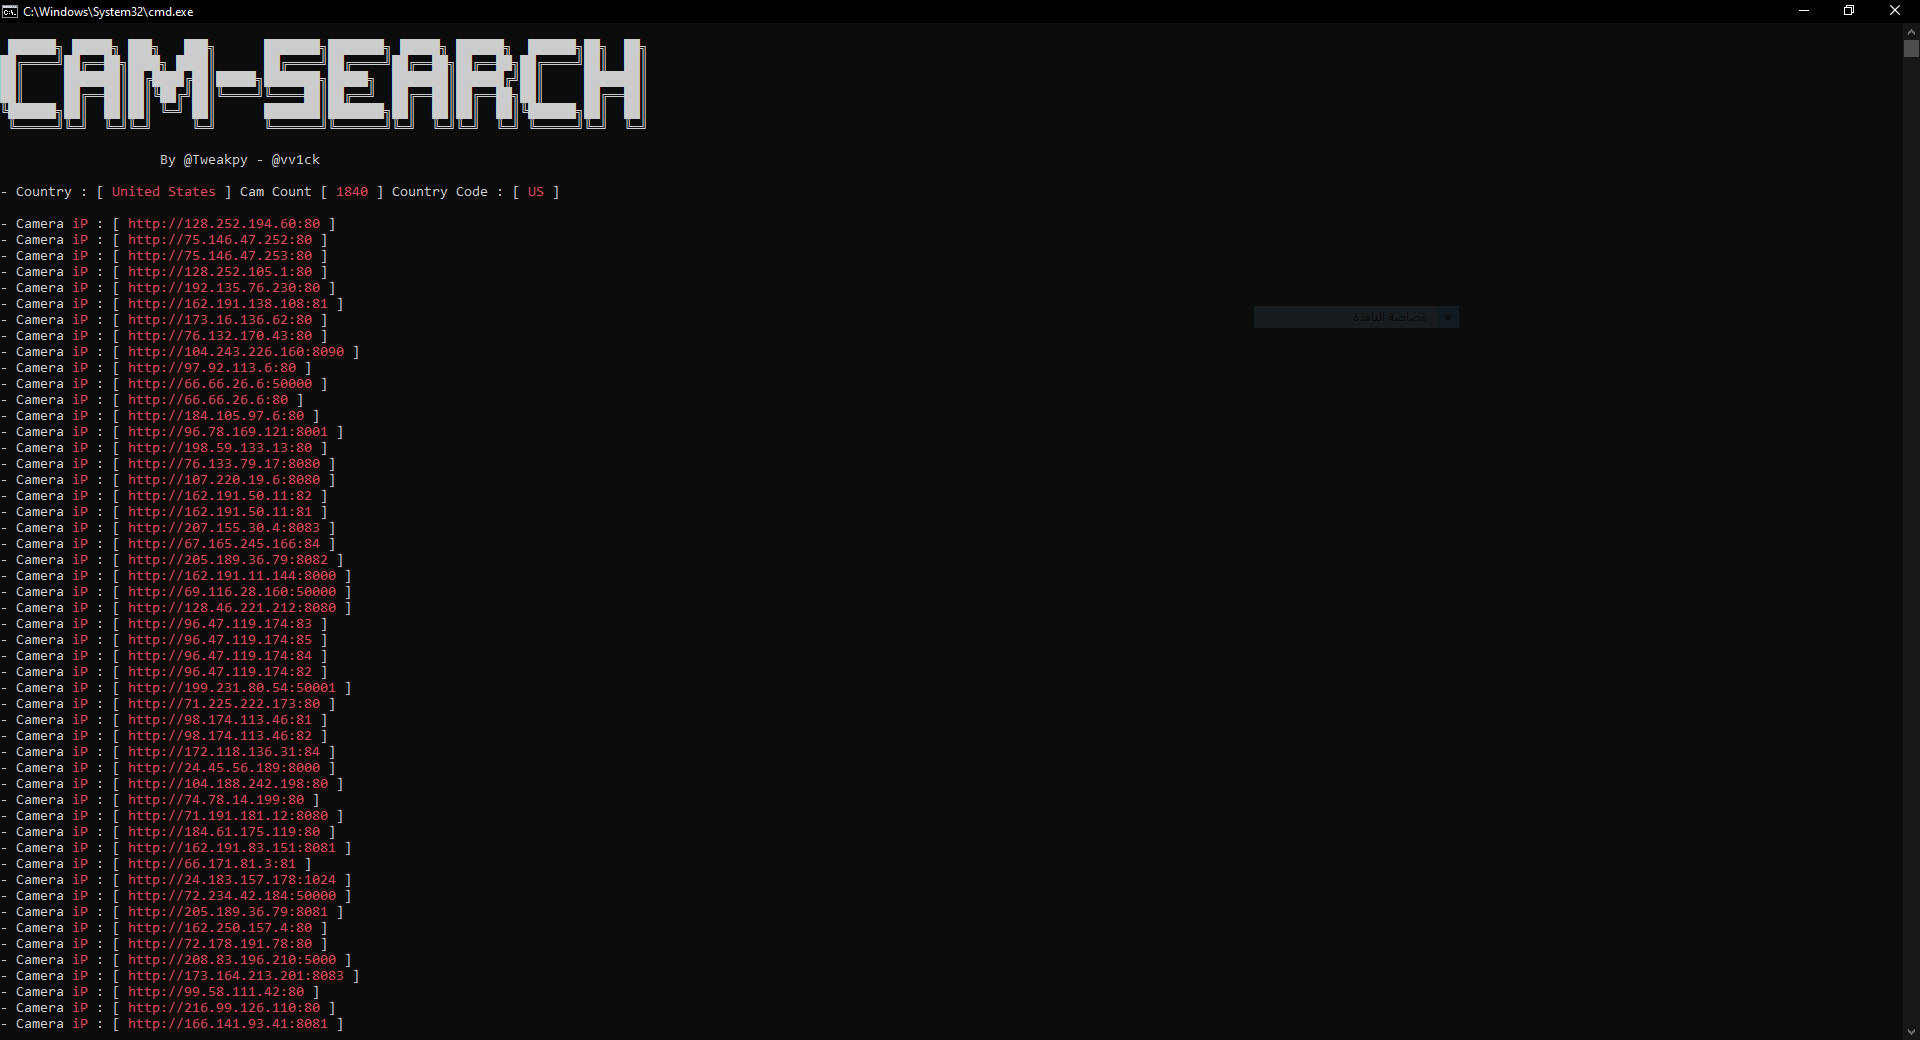 C:\Windows\System32\cmd.exe
CAM-SEARCH
By @Tweakpy - @vv1ck
- Country : [ United States ] Cam Count [ 1840 ] Country Code : [ US ]
- Camera iP : [ http://128.252.194.60:80 ]
- Camera iP : [ http://75.146.47.252:80 ]
- Camera iP : [ http://75.146.47.253:80 ]
- Camera iP : [ http://128.252.105.1:80 ]
- Camera iP : [ http://192.135.76.230:80 ]
- Camera iP : [ http://162.191.138.108:81 ]
- Camera iP : [ http://173.16.136.62:80 ]
قصاصة النافذة
- Camera iP : [ http://76.132.170.43:80 ]
- Camera iP : [ http://104.243.226.160:8090 ]
- Camera iP : [ http://97.92.113.6:80 ]
- Camera iP : [ http://66.66.26.6:50000 ]
- Camera iP : [ http://66.66.26.6:80 ]
- Camera iP : [ http://184.105.97.6:80 ]
- Camera iP : [ http://96.78.169.121:8001 ]
- Camera iP : [ http://198.59.133.13:80 ]
- Camera iP : [ http://76.133.79.17:8080 ]
- Camera iP : [ http://107.220.19.6:8080 ]
- Camera iP : [ http://162.191.50.11:82 ]
- Camera iP : [ http://162.191.50.11:81 ]
- Camera iP : [ http://207.155.30.4:8083 ]
- Camera iP : [ http://67.165.245.166:84 ]
- Camera iP : [ http://205.189.36.79:8082 ]
- Camera iP : [ http://162.191.11.144:8000 ]
- Camera iP : [ http://69.116.28.160:50000 ]
- Camera iP : [ http://128.46.221.212:8080 ]
- Camera iP : [ http://96.47.119.174:83 ]
- Camera iP : [ http://96.47.119.174:85 ]
- Camera iP : [ http://96.47.119.174:84 ]
- Camera iP : [ http://96.47.119.174:82 ]
- Camera iP : [ http://199.231.80.54:50001 ]
- Camera iP : [ http://71.225.222.173:80 ]
- Camera iP : [ http://98.174.113.46:81 ]
- Camera iP : [ http://98.174.113.46:82 ]
- Camera iP : [ http://172.118.136.31:84 ]
- Camera iP : [ http://24.45.56.189:8000 ]
- Camera iP : [ http://104.188.242.198:80 ]
- Camera iP : [ http://74.78.14.199:80 ]
- Camera iP : [ http://71.191.181.12:8080 ]
- Camera iP : [ http://184.61.175.119:80 ]
- Camera iP : [ http://162.191.83.151:8081 ]
- Camera iP : [ http://66.171.81.3:81 ]
- Camera iP : [ http://24.183.157.178:1024 ]
- Camera iP : [ http://72.234.42.184:50000 ]
- Camera iP : [ http://205.189.36.79:8081 ]
- Camera iP : [ http://162.250.157.4:80 ]
- Camera iP : [ http://72.178.191.78:80 ]
- Camera iP : [ http://208.83.196.210:5000 ]
- Camera iP : [ http://173.164.213.201:8083 ]
- Camera iP : [ http://99.58.111.42:80 ]
- Camera iP : [ http://216.99.126.110:80 ]
- Camera iP : [ http://166.141.93.41:8081 ]